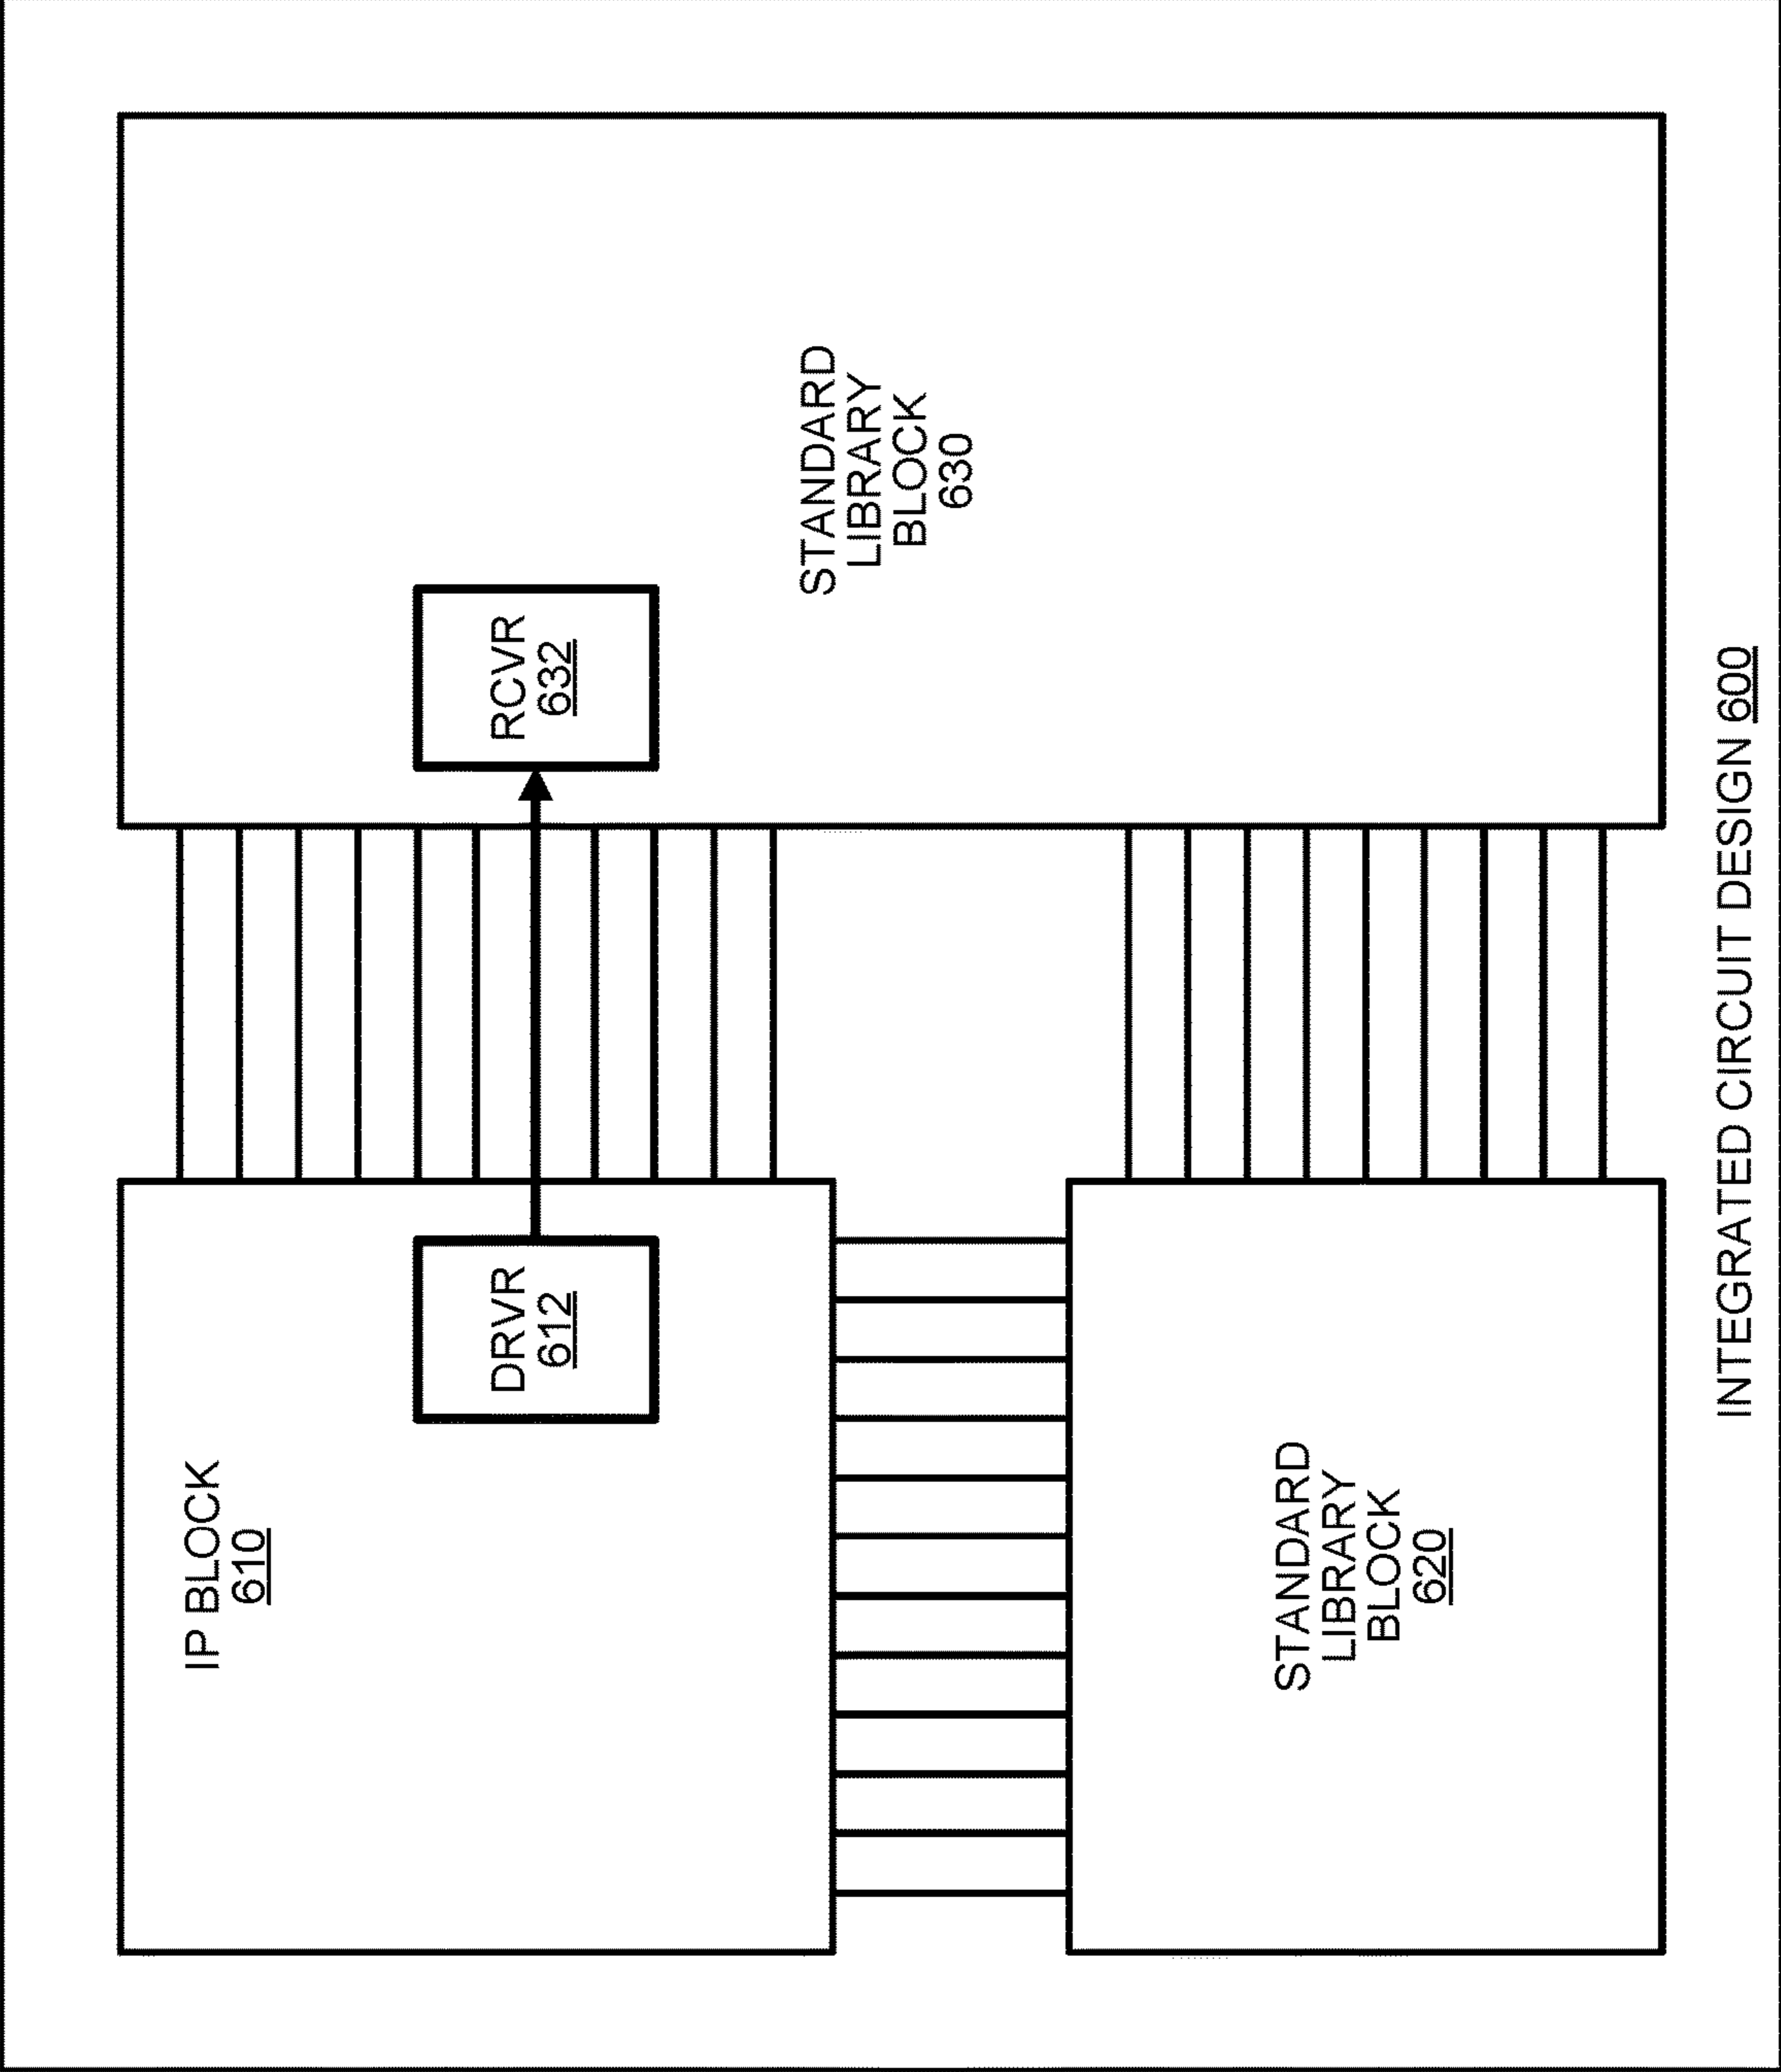 IP BLOCK
610
DRVR
612
RCVR
632
STANDARD
LIBRARY
BLOCK
630
STANDARD
LIBRARY
BLOCK
620
INTEGRATED CIRCUIT DESIGN 600